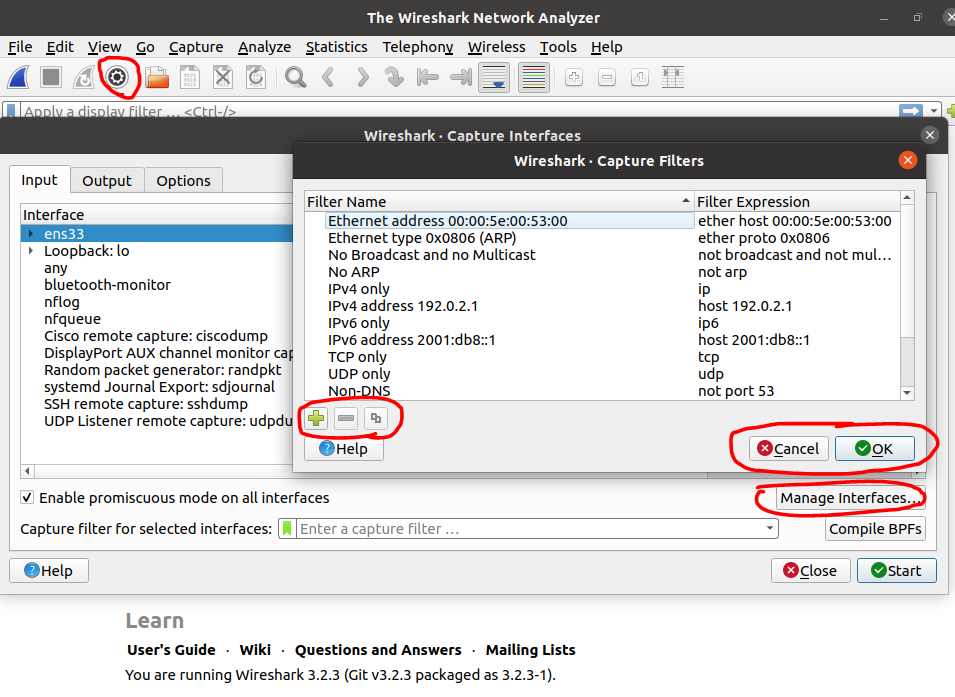 The Wireshark Network Analyzer
File Edit View Go Capture Analyze Statistics Telephony Wireless Tools Help
Apply a display filter … <Ctrl-/>
Wireshark · Capture Interfaces
Wireshark · Capture Filters
Input Output Options
Interface
ens33
Loopback: lo
any
bluetooth-monitor
nflog
nfqueue
Cisco remote capture: ciscodump
DisplayPort AUX channel monitor cap
Random packet generator: randpkt
systemd Journal Export: sdjournal
SSH remote capture: sshdump
UDP Listener remote capture: udpdu
Filter Name Filter Expression
Ethernet address 00:00:5e:00:53:00 ether host 00:00:5e:00:53:00
Ethernet type 0x0806 (ARP) ether proto 0x0806
No Broadcast and no Multicast not broadcast and not mul…
No ARP not arp
IPv4 only ip
IPv4 address 192.0.2.1 host 192.0.2.1
IPv6 only ip6
IPv6 address 2001:db8::1 host 2001:db8::1
TCP only tcp
UDP only udp
Non-DNS not port 53
Help Cancel OK
Enable promiscuous mode on all interfaces Manage Interfaces…
Capture filter for selected interfaces: Enter a capture filter … Compile BPFs
Help Close Start
Learn
User's Guide · Wiki · Questions and Answers · Mailing Lists
You are running Wireshark 3.2.3 (Git v3.2.3 packaged as 3.2.3-1).